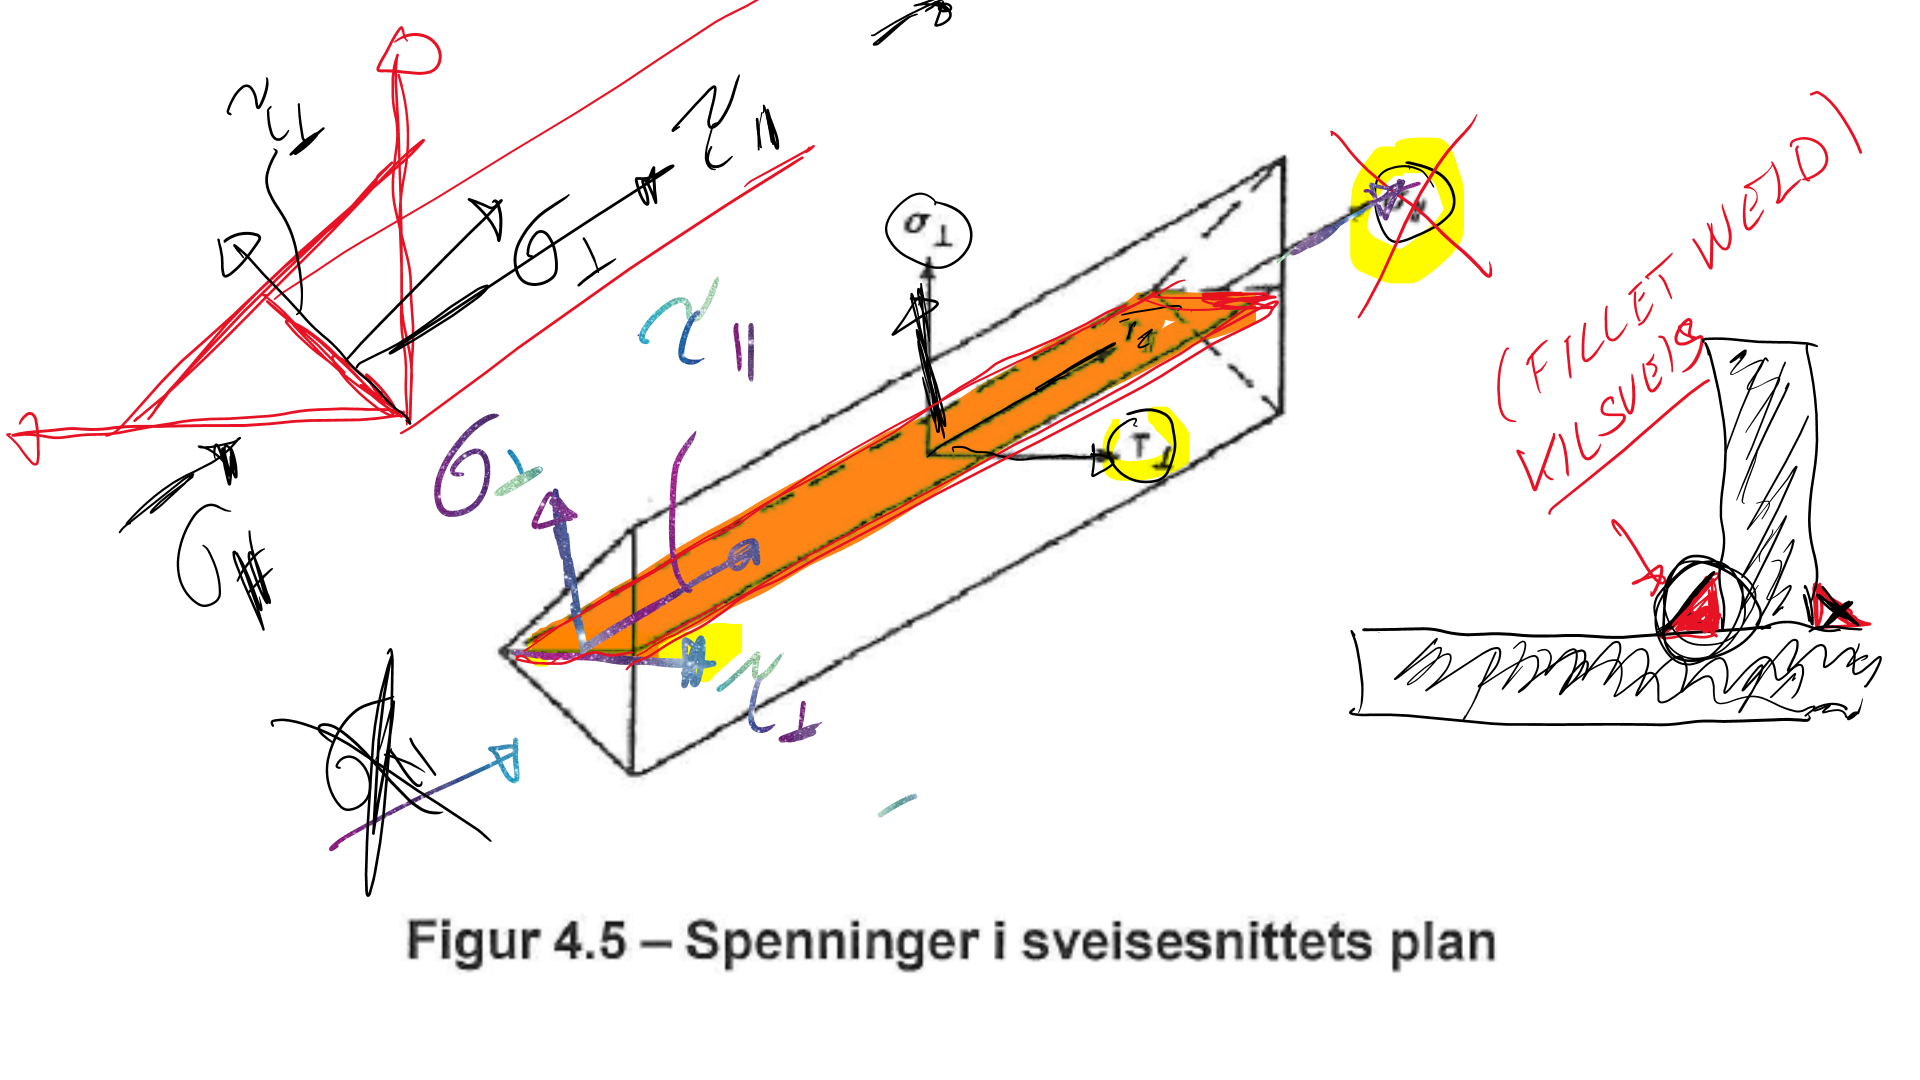 τ⊥
τ||
σ⊥
σ⊥
τ||
(FILLET WELD)
KILSVEIS
τ⊥
σ⊥
τ||
σ
τ⊥
σ||
Figur 4.5 – Spenninger i sveisesnittets plan